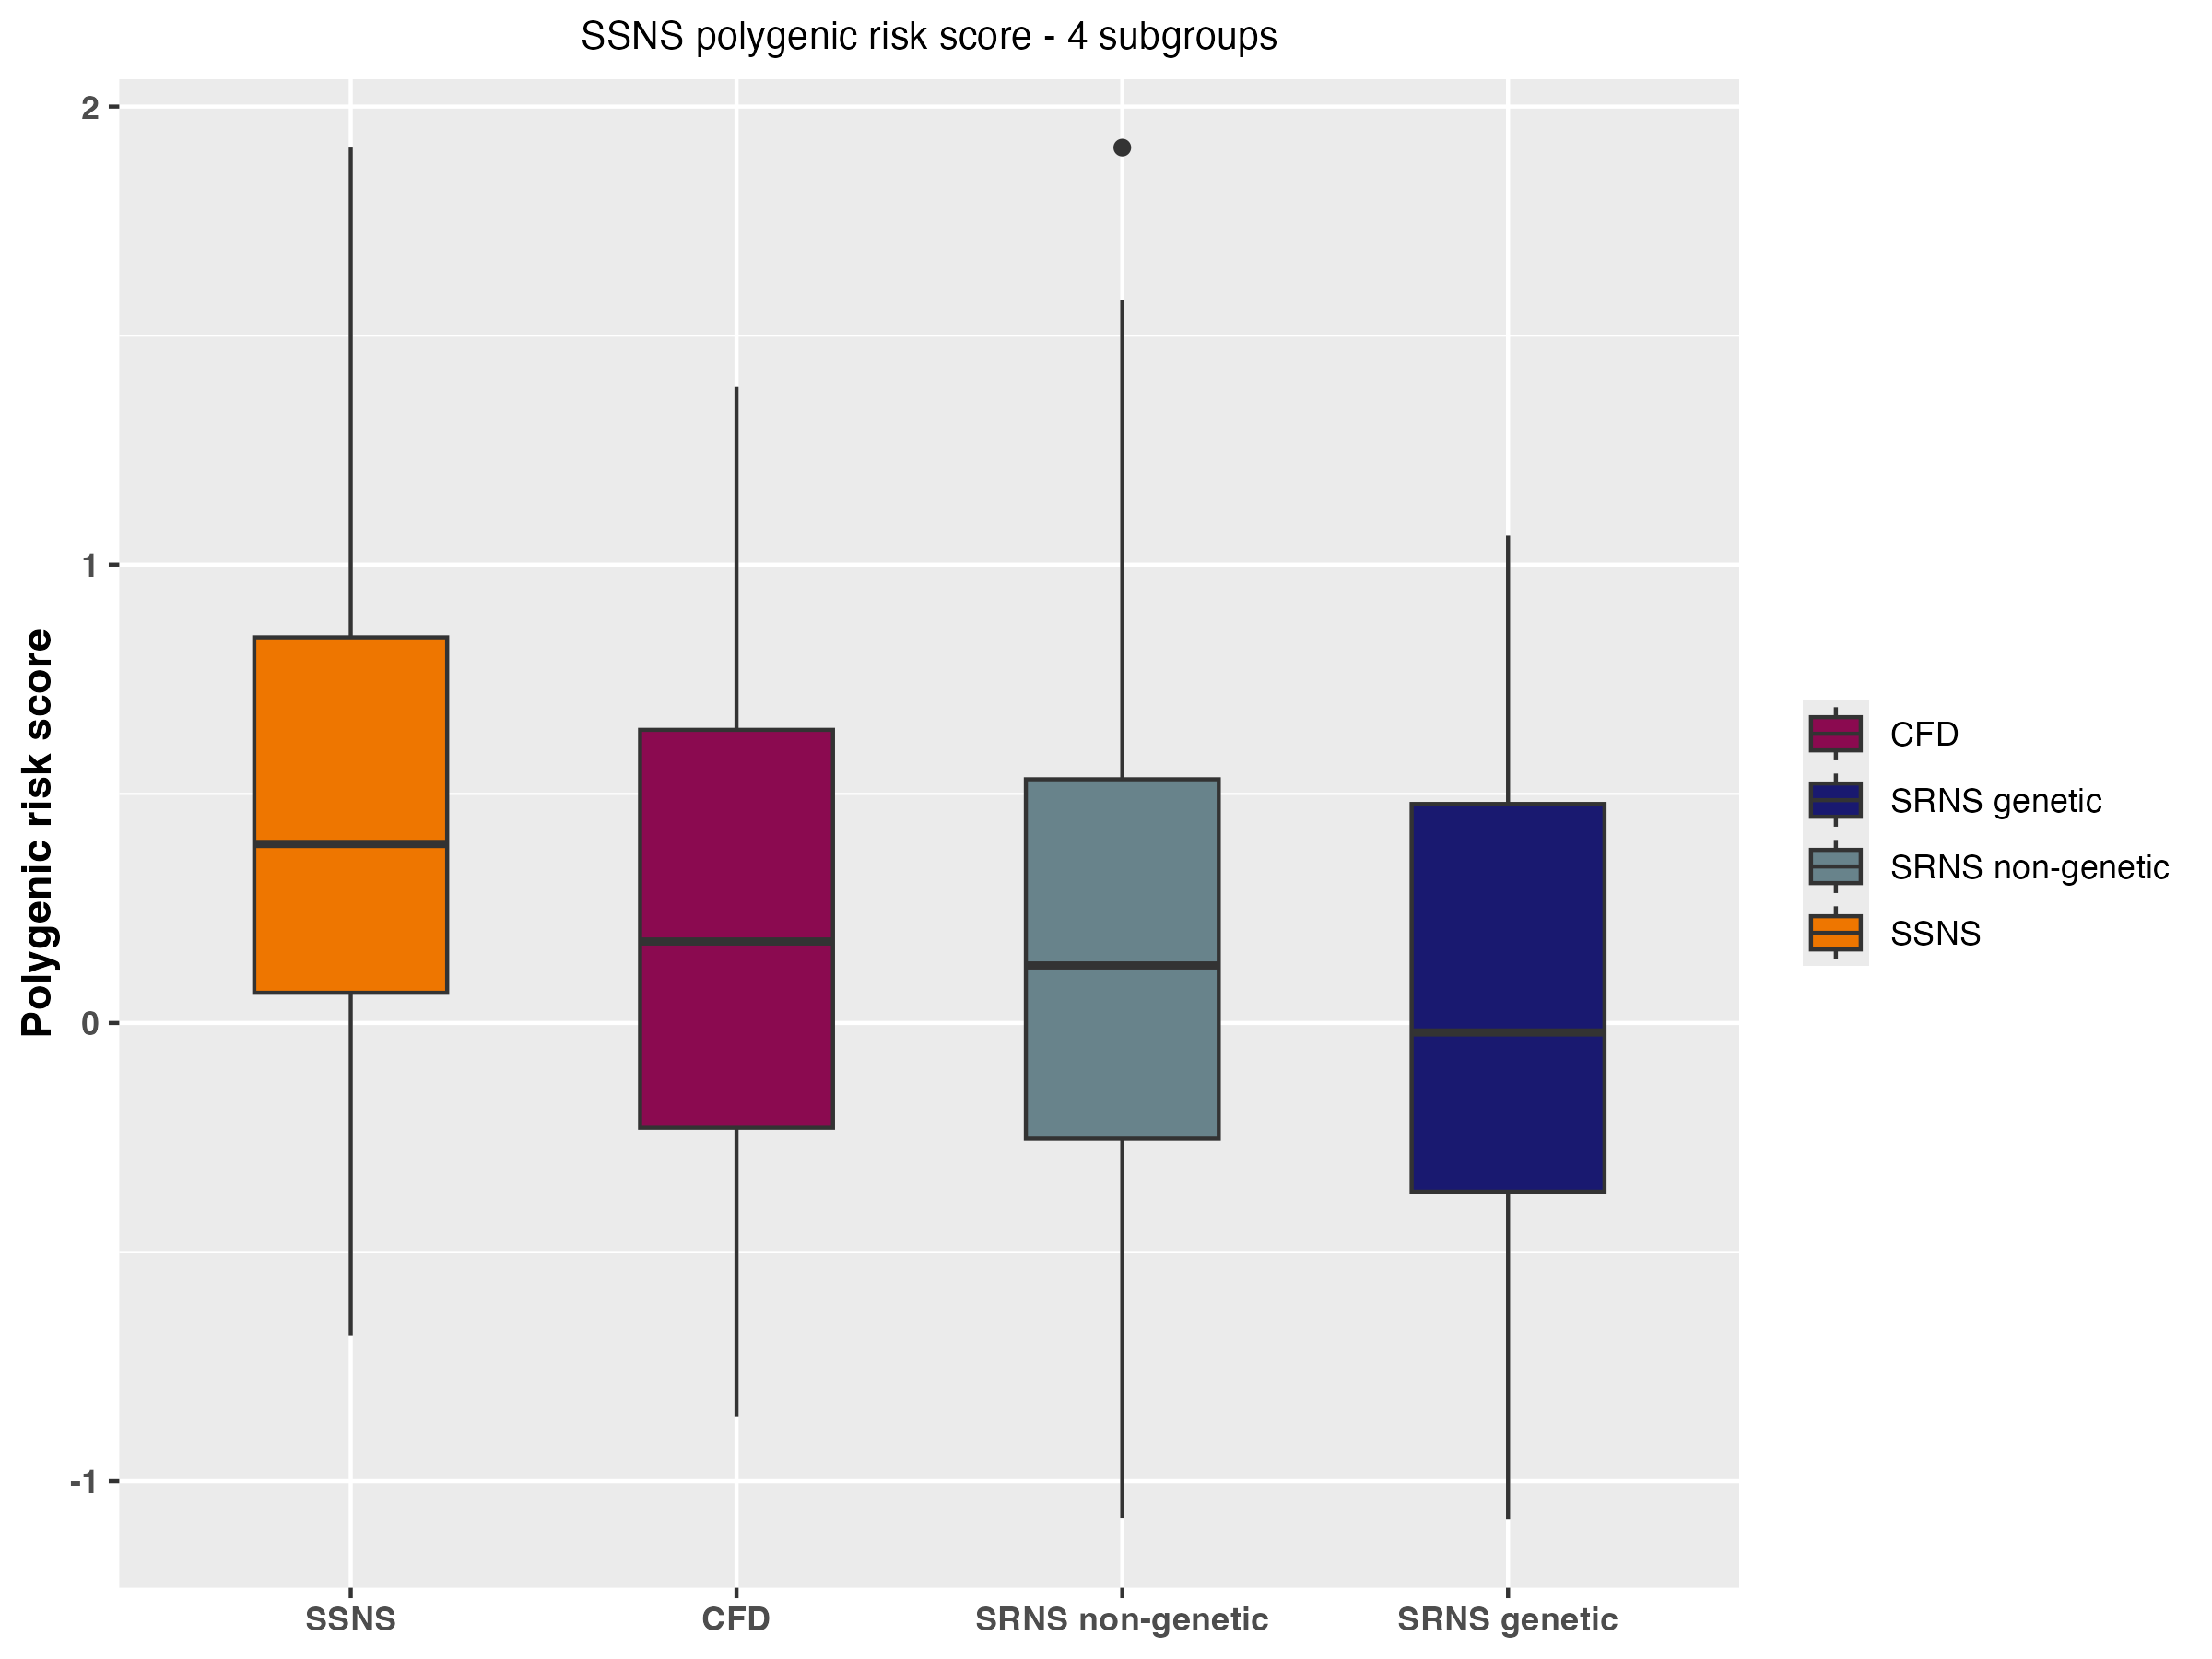 SSNS polygenic risk score - 4 subgroups
Polygenic risk score
2
1
0
-1
SSNS
CFD
SRNS non-genetic
SRNS genetic
CFD
SRNS genetic
SRNS non-genetic
SSNS